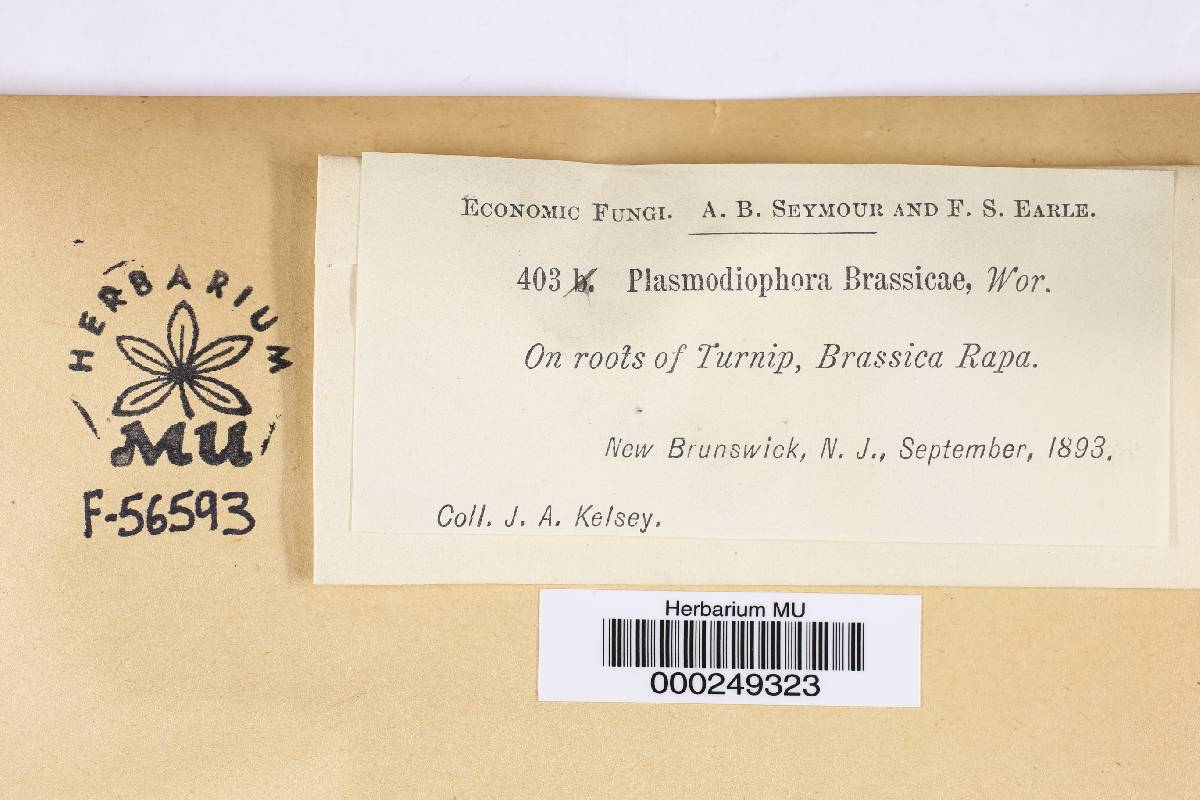 ECONOMIC FUNGI. A. B. SEYMOUR AND F. S. EARLE.
403 b. Plasmodiophora Brassicae, Wor.
On roots of Turnip, Brassica Rapa.
New Brunswick, N. J., September, 1893.
Coll. J. A. Kelsey.
HERBARIUM
MU
F-56593
Herbarium MU
000249323